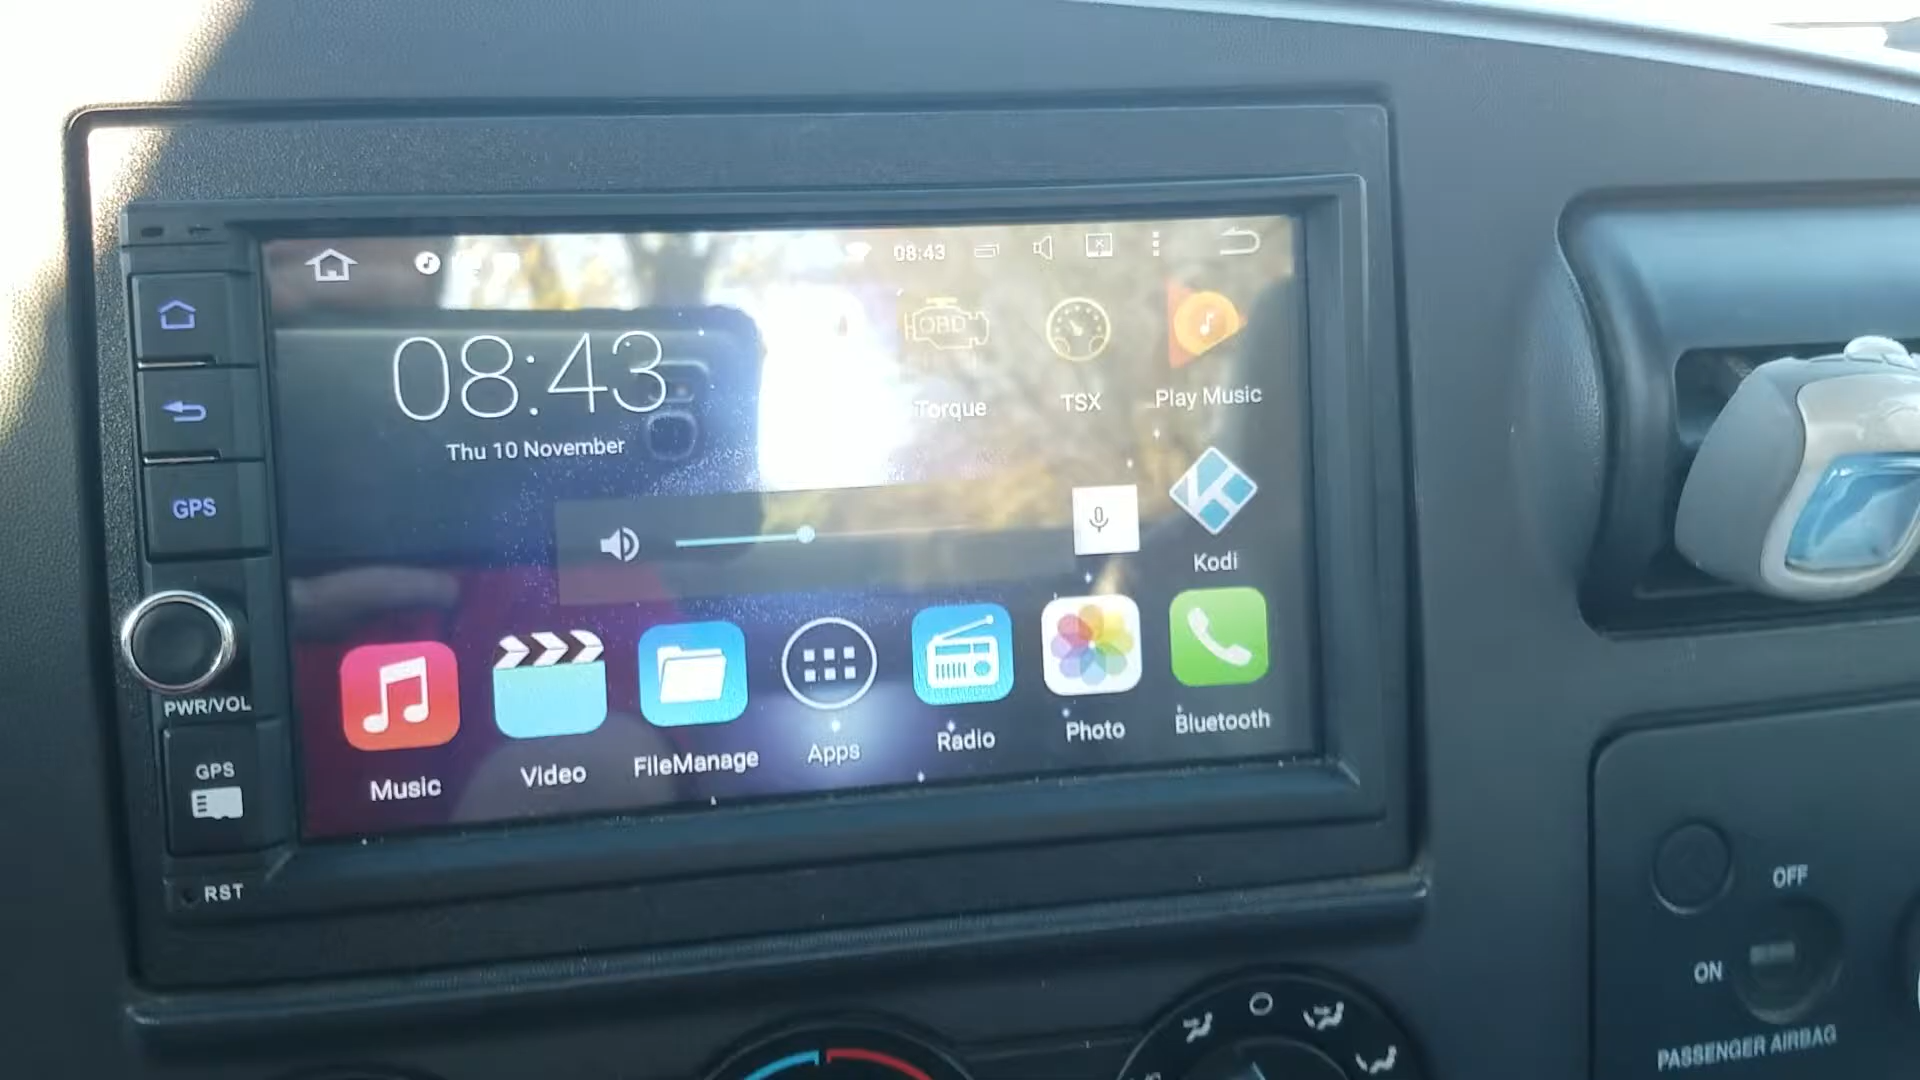 08:43
08:43
Thu 10 November
OBD
Torque
TSX
Play Music
Kodi
Music
Video
FileManage
Apps
Radio
Photo
Bluetooth
GPS
PWR/VOL
GPS
RST
OFF
ON
PASSENGER AIRBAG